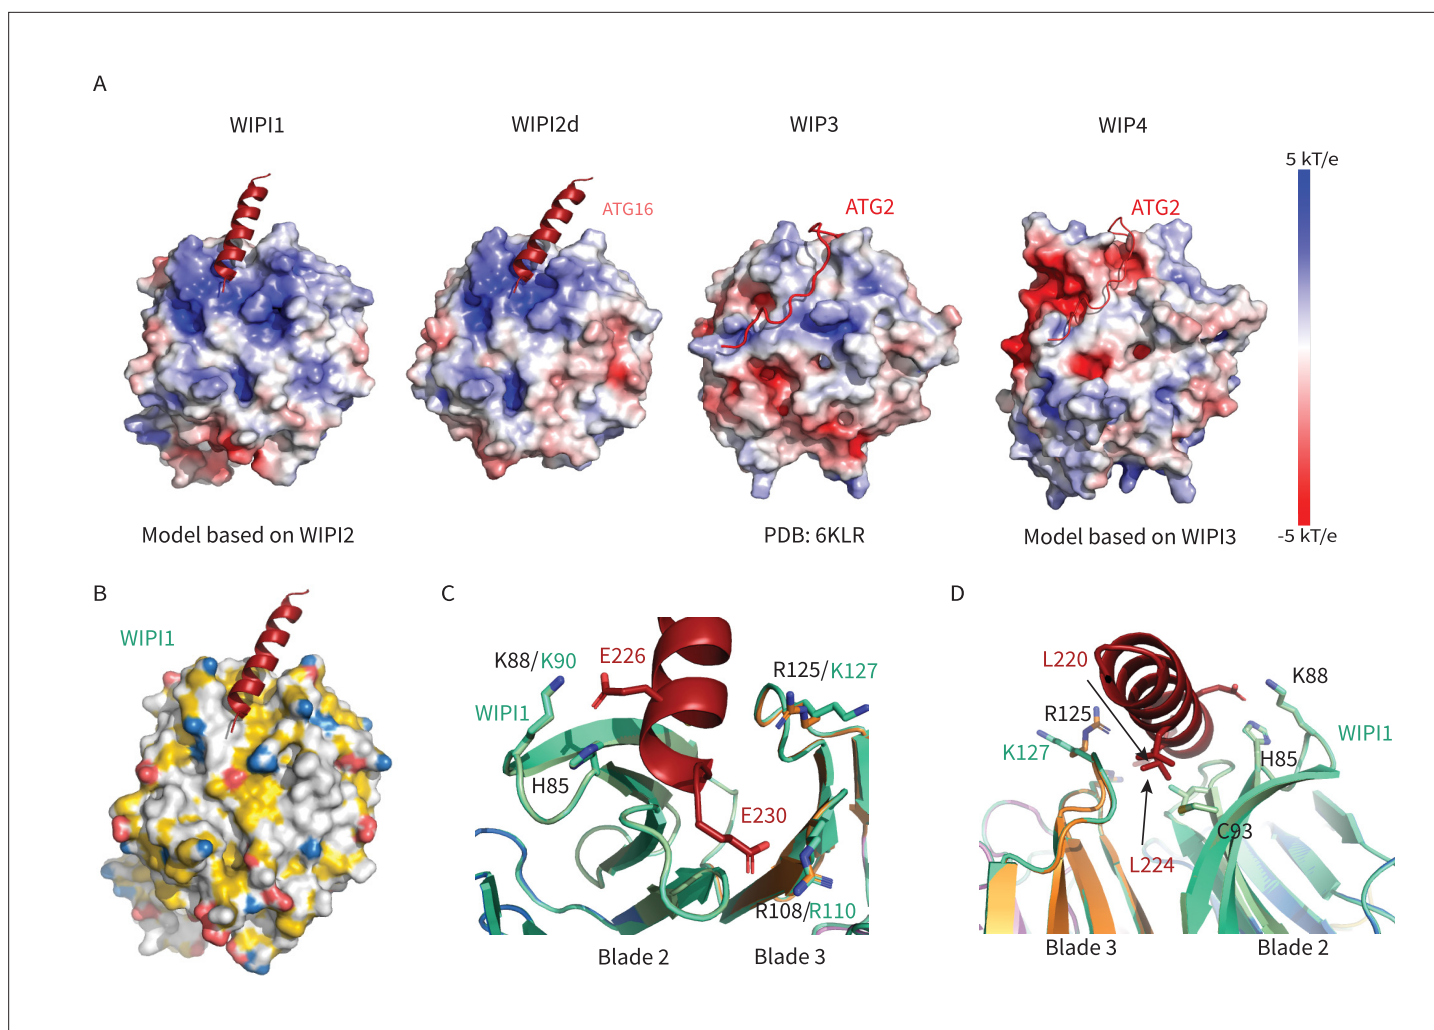 A
WIPI1
WIPI2d
WIP3
WIP4
5 kT/e
ATG16
ATG2
ATG2
Model based on WIPI2
PDB: 6KLR
Model based on WIPI3
-5 kT/e
B
WIPI1
C
K88/K90
E226
R125/K127
WIPI1
H85
E230
R108/R110
Blade 2
Blade 3
D
L220
K88
R125
WIPI1
K127
H85
C93
L224
Blade 3
Blade 2